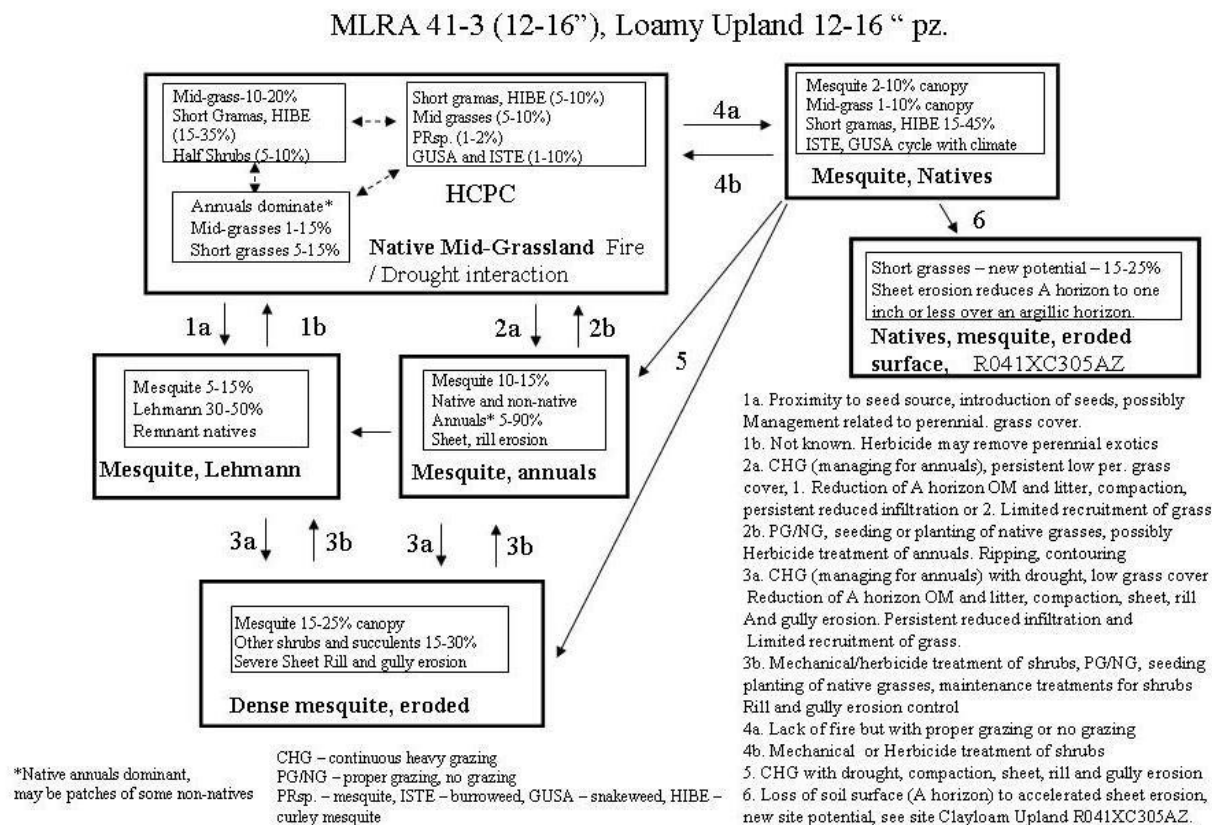 MLRA 41-3 (12-16”), Loamy Upland 12-16 “ pz.
Mid-grass-10-20%
Short Gramas, HIBE
(15-35%)
Half Shrubs (5-10%)
Short gramas, HIBE (5-10%)
Mid grasses (5-10%)
PRsp. (1-2%)
GUSA and ISTE (1-10%)
HCPC
Annuals dominate*
Mid-grasses 1-15%
Short grasses 5-15%
Native Mid-Grassland Fire
/ Drought interaction
4a
4b
Mesquite 2-10% canopy
Mid-grass 1-10% canopy
Short gramas, HIBE 15-45%
ISTE, GUSA cycle with climate
Mesquite, Natives
6
Short grasses – new potential – 15-25%
Sheet erosion reduces A horizon to one
inch or less over an argillic horizon.
Natives, mesquite, eroded
surface, R041XC305AZ
1a
1b
2a
2b
5
Mesquite 5-15%
Lehmann 30-50%
Remnant natives
Mesquite, Lehmann
Mesquite 10-15%
Native and non-native
Annuals* 5-90%
Sheet, rill erosion
Mesquite, annuals
3a
3b
3a
3b
Mesquite 15-25% canopy
Other shrubs and succulents 15-30%
Severe Sheet Rill and gully erosion
Dense mesquite, eroded
1a. Proximity to seed source, introduction of seeds, possibly
Management related to perennial. grass cover.
1b. Not known. Herbicide may remove perennial exotics
2a. CHG (managing for annuals), persistent low per. grass
cover, 1. Reduction of A horizon OM and litter, compaction,
persistent reduced infiltration or 2. Limited recruitment of grass
2b. PG/NG, seeding or planting of native grasses, possibly
Herbicide treatment of annuals. Ripping, contouring
3a. CHG (managing for annuals) with drought, low grass cover
Reduction of A horizon OM and litter, compaction, sheet, rill
And gully erosion. Persistent reduced infiltration and
Limited recruitment of grass.
3b. Mechanical/herbicide treatment of shrubs, PG/NG, seeding
planting of native grasses, maintenance treatments for shrubs
Rill and gully erosion control
4a. Lack of fire but with proper grazing or no grazing
4b. Mechanical or Herbicide treatment of shrubs
5. CHG with drought, compaction, sheet, rill and gully erosion
6. Loss of soil surface (A horizon) to accelerated sheet erosion,
new site potential, see site Clayloam Upland R041XC305AZ.
*Native annuals dominant,
may be patches of some non-natives
CHG – continuous heavy grazing
PG/NG – proper grazing, no grazing
PRsp. – mesquite, ISTE – burroweed, GUSA – snakeweed, HIBE –
curley mesquite